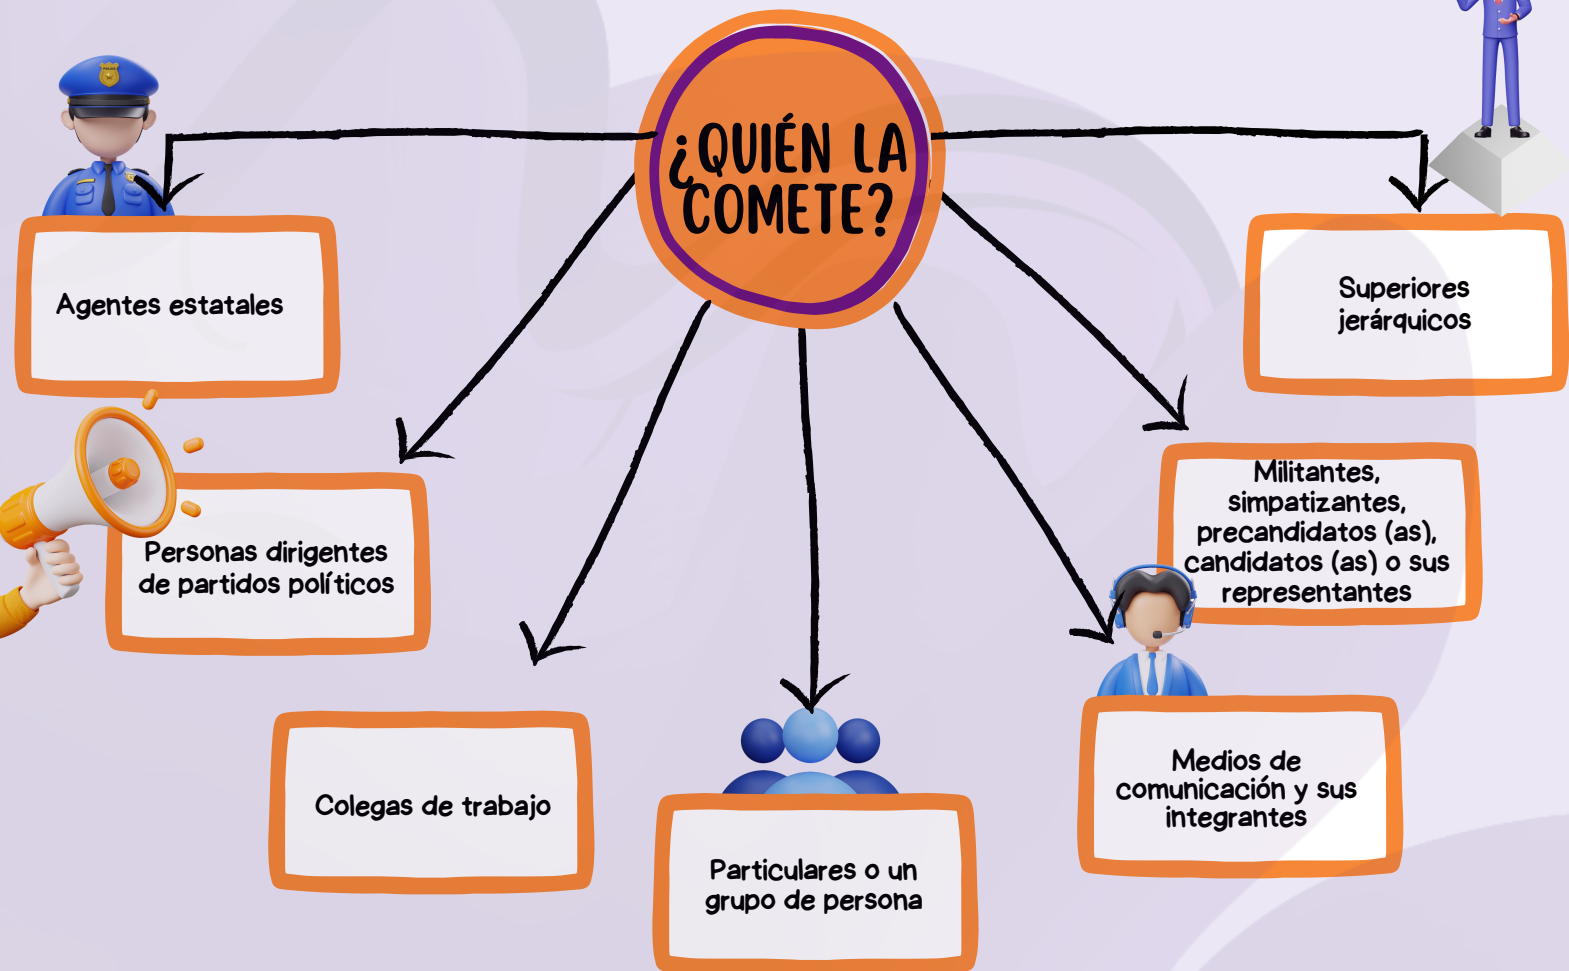 ¿QUIÉN LA
COMETE?
Agentes estatales
Superiores
jerárquicos
Personas dirigentes
de partidos políticos
Militantes,
simpatizantes,
precandidatos (as),
candidatos (as) o sus
representantes
Colegas de trabajo
Particulares o un
grupo de persona
Medios de
comunicación y sus
integrantes